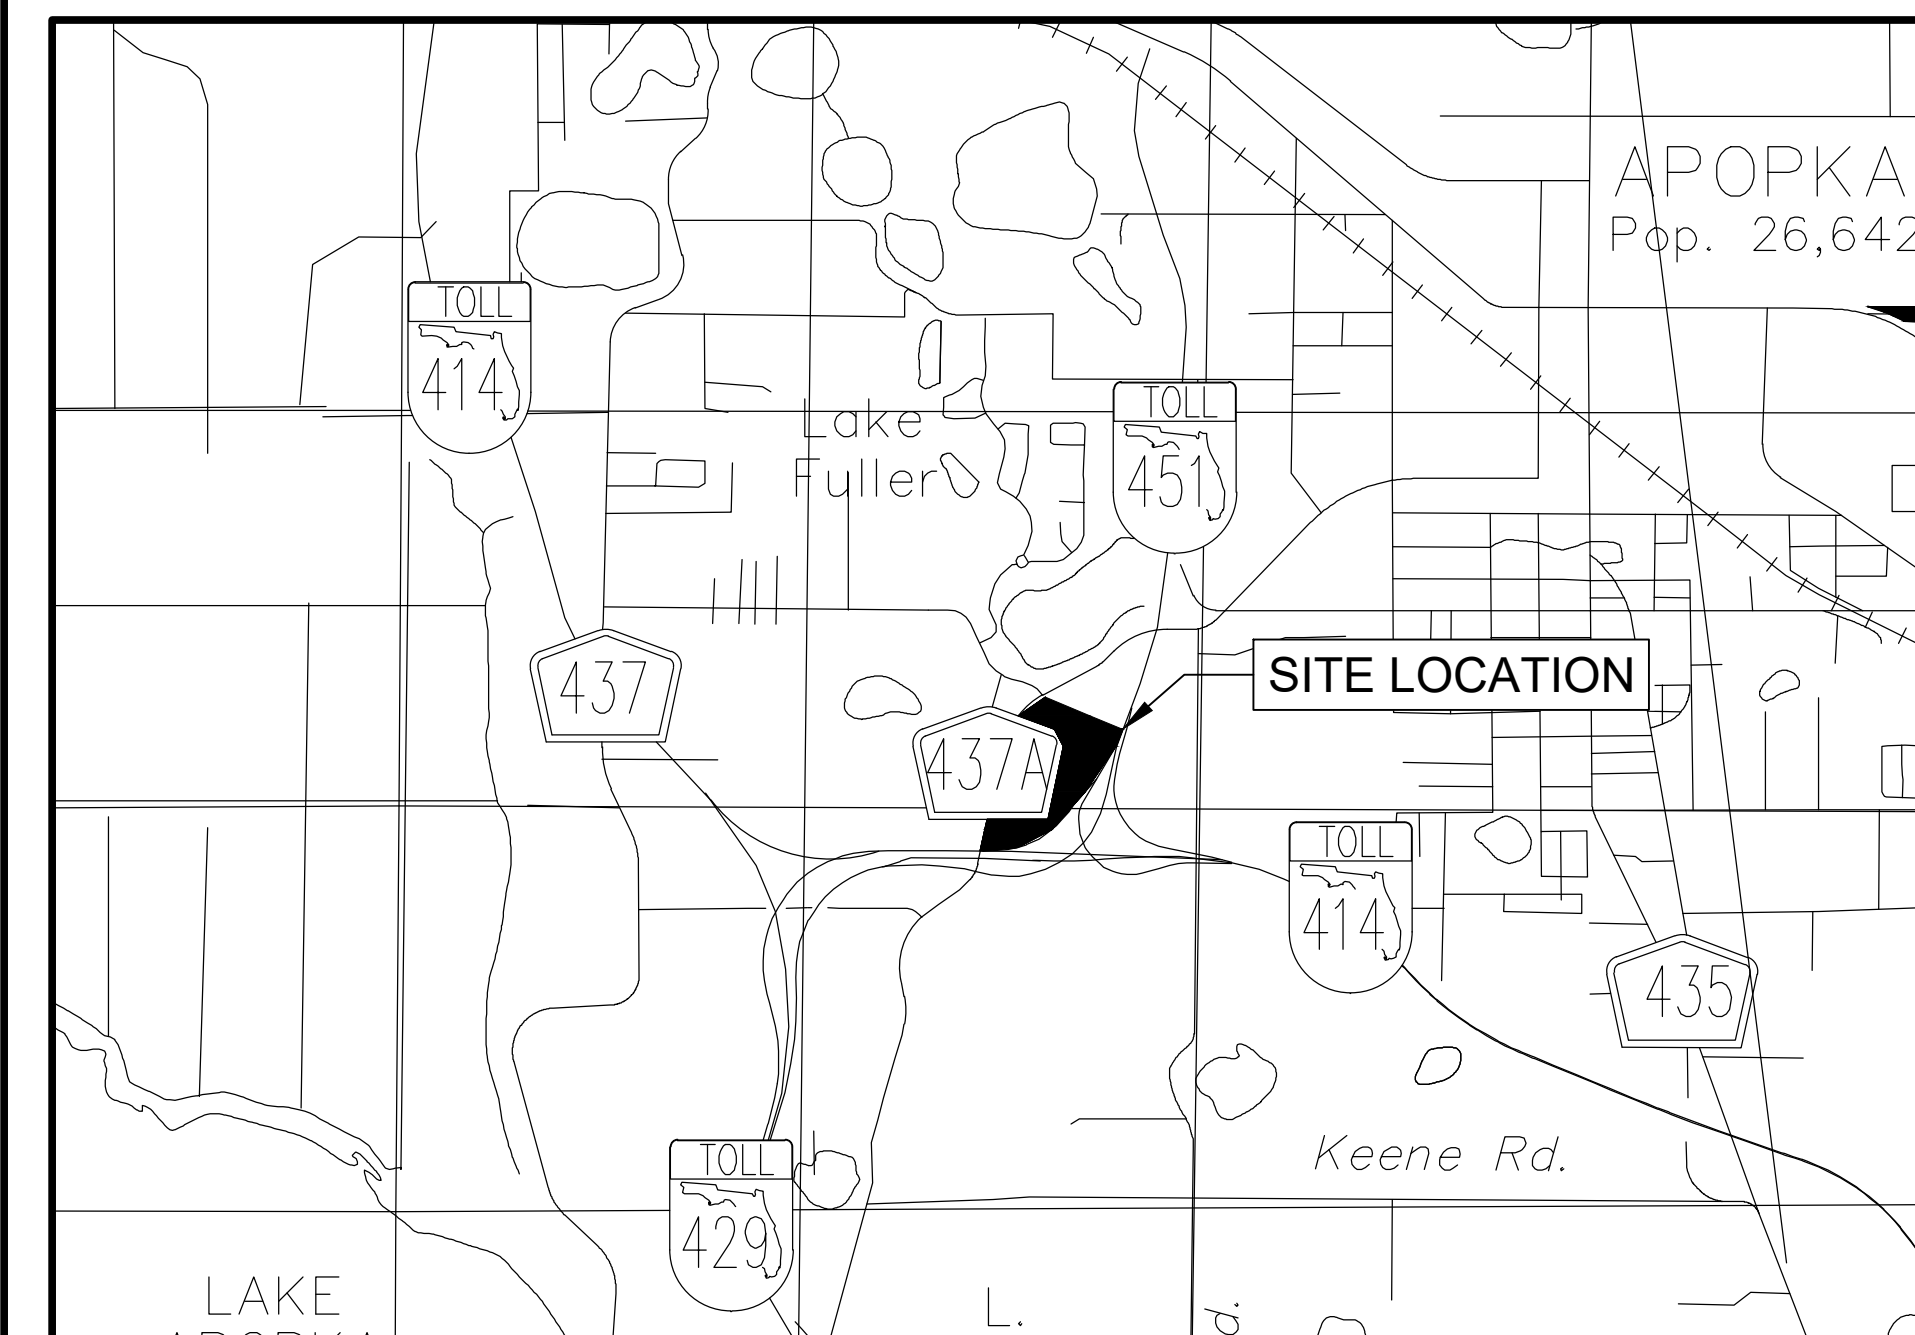 APOPKA
Pop. 26,642
TOLL
414
TOLL
451
Lake
Fuller
437
SITE LOCATION
437A
TOLL
414
435
Keene Rd.
TOLL
429
LAKE
APOPKA
L.
d.